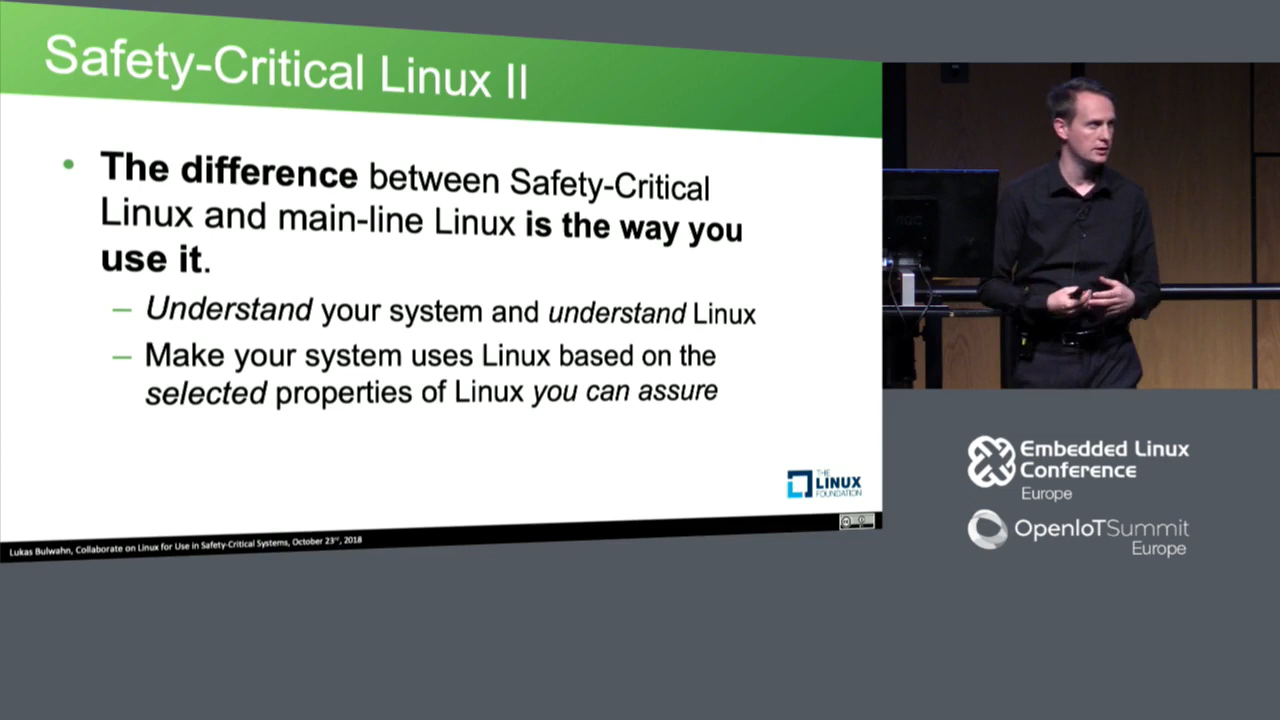 Safety-Critical Linux II
• The difference between Safety-Critical
Linux and main-line Linux is the way you
use it.
– Understand your system and understand Linux
– Make your system uses Linux based on the
selected properties of Linux you can assure
THE
LINUX
FOUNDATION
Lukas Bulwahn, Collaborate on Linux for Use in Safety-Critical Systems, October 23rd, 2018
Embedded Linux
Conference
Europe
OpenIoTSummit
Europe